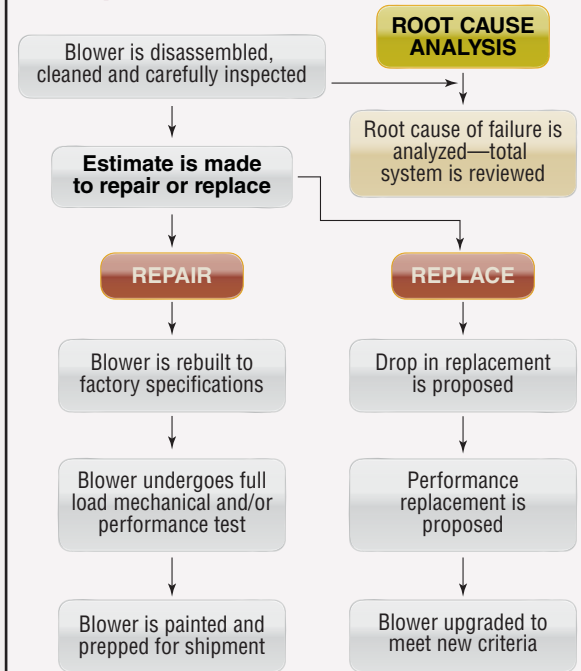 Blower is disassembled,
cleaned and carefully inspected
ROOT CAUSE
ANALYSIS
Root cause of failure is
analyzed—total
system is reviewed
Estimate is made
to repair or replace
REPAIR
REPLACE
Blower is rebuilt to
factory specifications
Drop in replacement
is proposed
Blower undergoes full
load mechanical and/or
performance test
Performance
replacement is
proposed
Blower is painted and
prepped for shipment
Blower upgraded to
meet new criteria